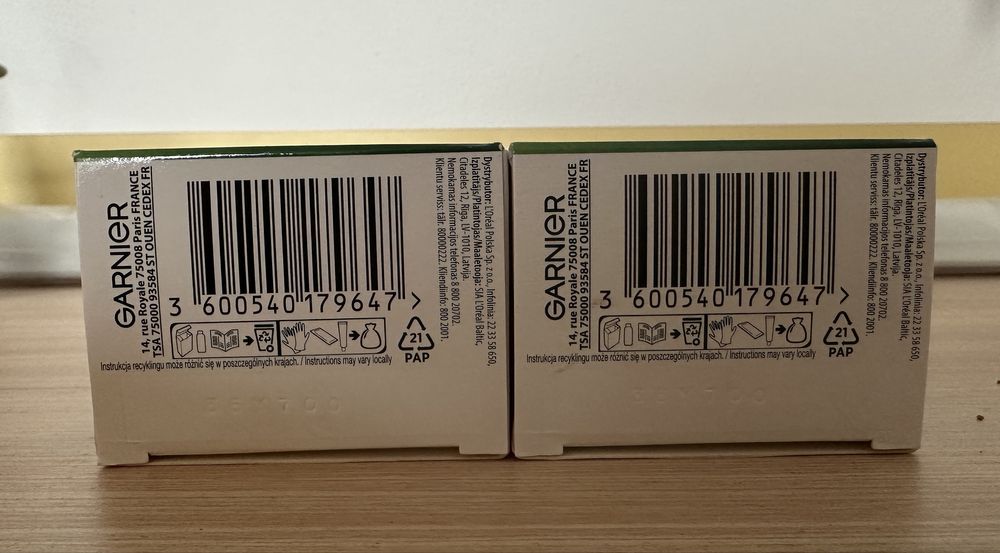 GARNIER
14, rue Royale 75008 Paris FRANCE
TSA 75000 93584 ST OUEN CEDEX FR
3 600540 179647 >
Dystrybutor: L'Oréal Polska Sp. z o.o., Infolinia: 22 33 58 650,
Izplatītājs/Platintojas/Maaletooja: SIA L'Oréal Baltic,
Citadeles 12, Rīga, LV-1010, Latvija.
Nemokamas informacijos telefonas 8 800 20702
Klientu serviss: tālr. 80000222. Kliendiinfo: 800 2001.
21
PAP
Instrukcja recyklingu może różnić się w poszczególnych krajach. / Instructions may vary locally
GARNIER
14, rue Royale 75008 Paris FRANCE
TSA 75000 93584 ST OUEN CEDEX FR
3 600540 179647 >
Dystrybutor: L'Oréal Polska Sp. z o.o., Infolinia: 22 33 58 650,
Izplatītājs/Platintojas/Maaletooja: SIA L'Oréal Baltic,
Citadeles 12, Rīga, LV-1010, Latvija.
Nemokamas informacijos telefonas 8 800 20702
Klientu serviss: tālr. 80000222. Kliendiinfo: 800 2001.
21
PAP
Instrukcja recyklingu może różnić się w poszczególnych krajach. / Instructions may vary locally